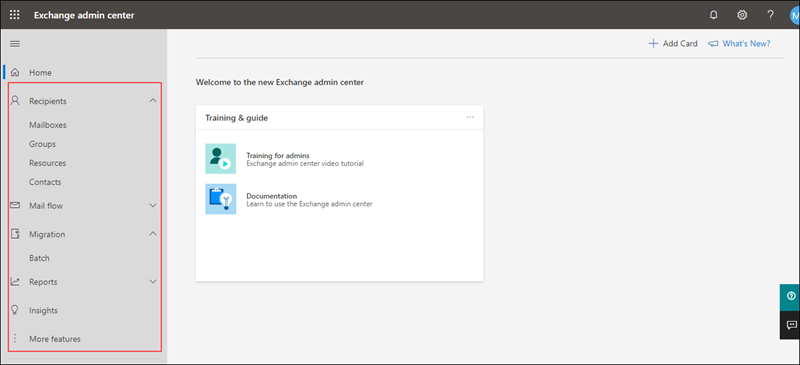 Exchange admin center
?
M
Add Card
What's New?
Home
Welcome to the new Exchange admin center
Recipients
Mailboxes
Groups
Resources
Contacts
Mail flow
Migration
Batch
Reports
Insights
More features
Training & guide
...
Training for admins
Exchange admin center video tutorial
Documentation
Learn to use the Exchange admin center
?